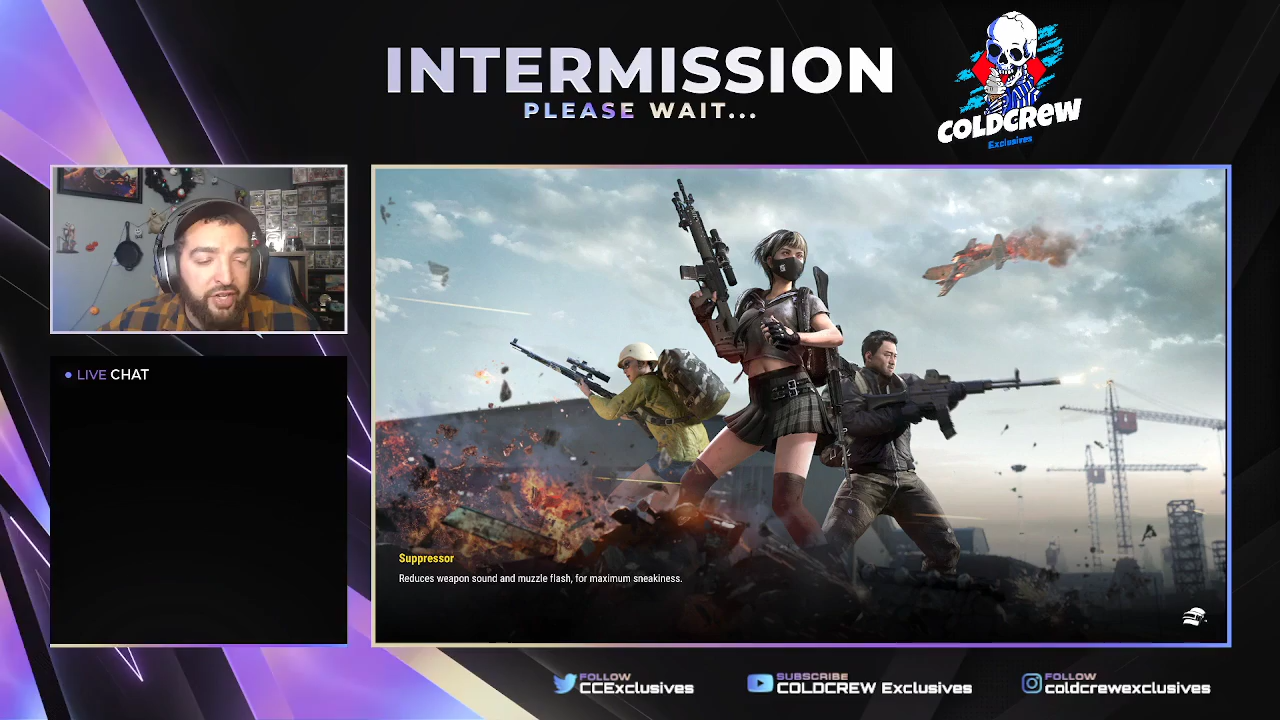 INTERMISSION
PLEASE WAIT...
COLDCREW
Exclusives
LIVE CHAT
Suppressor
Reduces weapon sound and muzzle flash, for maximum sneakiness.
FOLLOW
CCExclusives
SUBSCRIBE
COLDCREW Exclusives
FOLLOW
coldcrewexclusives